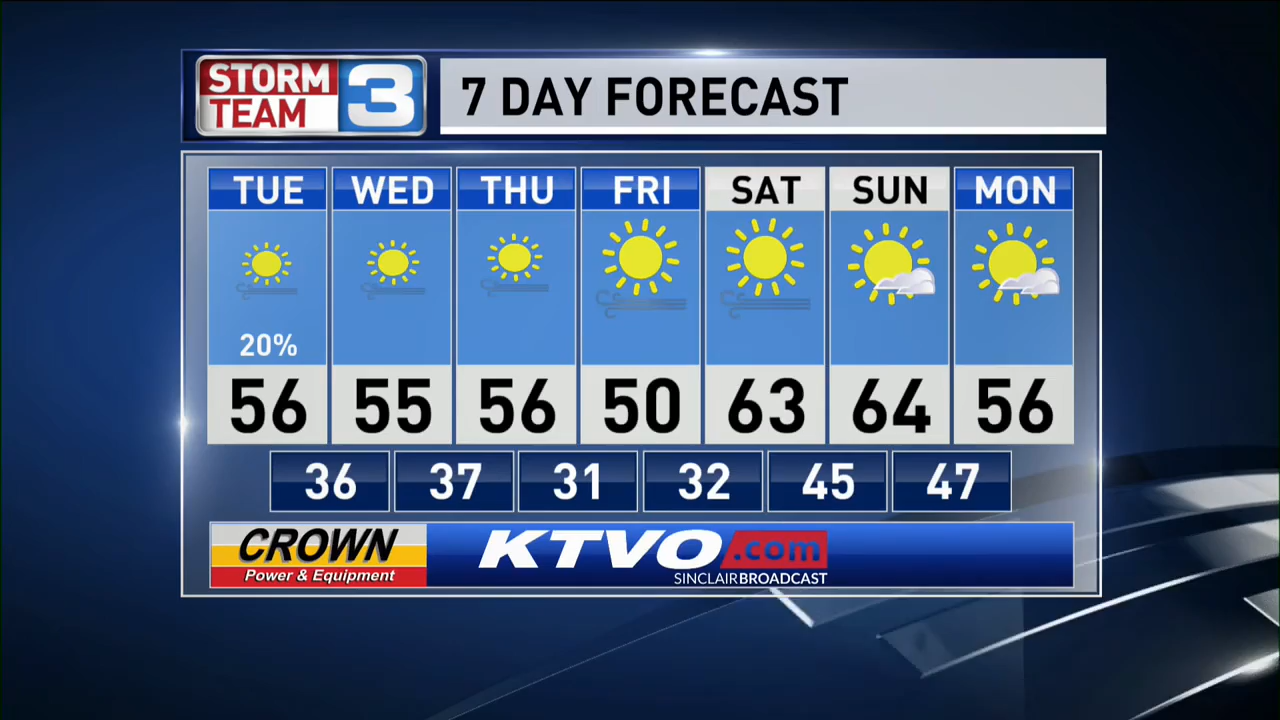 STORM
TEAM
3
7 DAY FORECAST
TUE WED THU FRI SAT SUN MON
20%
56 55 56 50 63 64 56
36 37 31 32 45 47
CROWN
Power & Equipment
KTVO.com
SINCLAIRBROADCAST